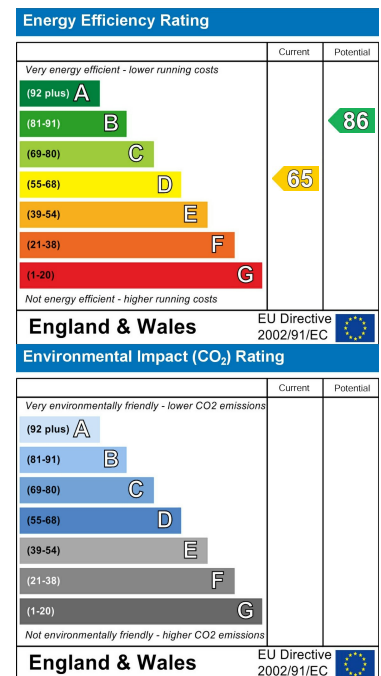 Energy Efficiency Rating
Current Potential
Very energy efficient - lower running costs
(92 plus) A
(81-91) B
86
(69-80) C
(55-68) D
65
(39-54) E
(21-38) F
(1-20) G
Not energy efficient - higher running costs
England & Wales
EU Directive
2002/91/EC
Environmental Impact (CO₂) Rating
Current Potential
Very environmentally friendly - lower CO2 emissions
(92 plus) A
(81-91) B
(69-80) C
(55-68) D
(39-54) E
(21-38) F
(1-20) G
Not environmentally friendly - higher CO2 emissions
England & Wales
EU Directive
2002/91/EC